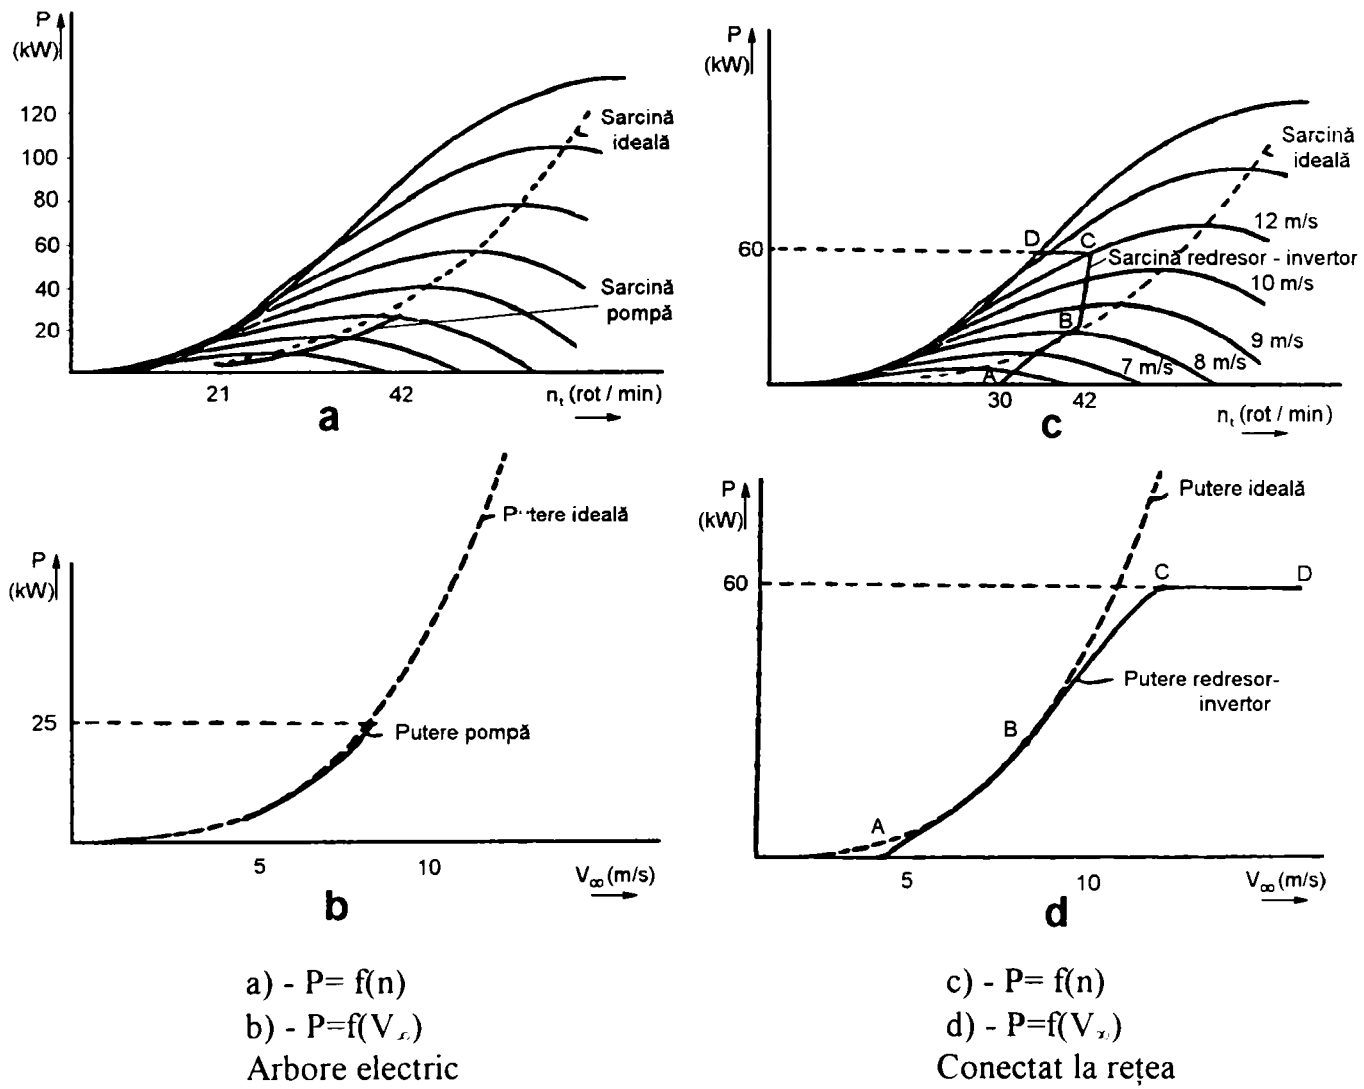 P
(kW)
120
100
80
60
40
20
Sarcină
ideală
Sarcină
pompă
21
42
n_t (rot / min)
a
P
(kW)
60
D
C
B
A
Sarcină
ideală
12 m/s
Sarcină redresor - invertor
10 m/s
9 m/s
8 m/s
7 m/s
30
42
n_t (rot / min)
c
P
(kW)
25
Putere pompă
5
10
V∞ (m/s)
b
P
(kW)
60
Putere ideală
C
D
Putere redresor-
invertor
B
A
5
10
V∞ (m/s)
d
a) - P= f(n)
b) - P=f(V
Arbore electric
c) - P= f(n)
d) - P=f(V∞)
Conectat la rețea